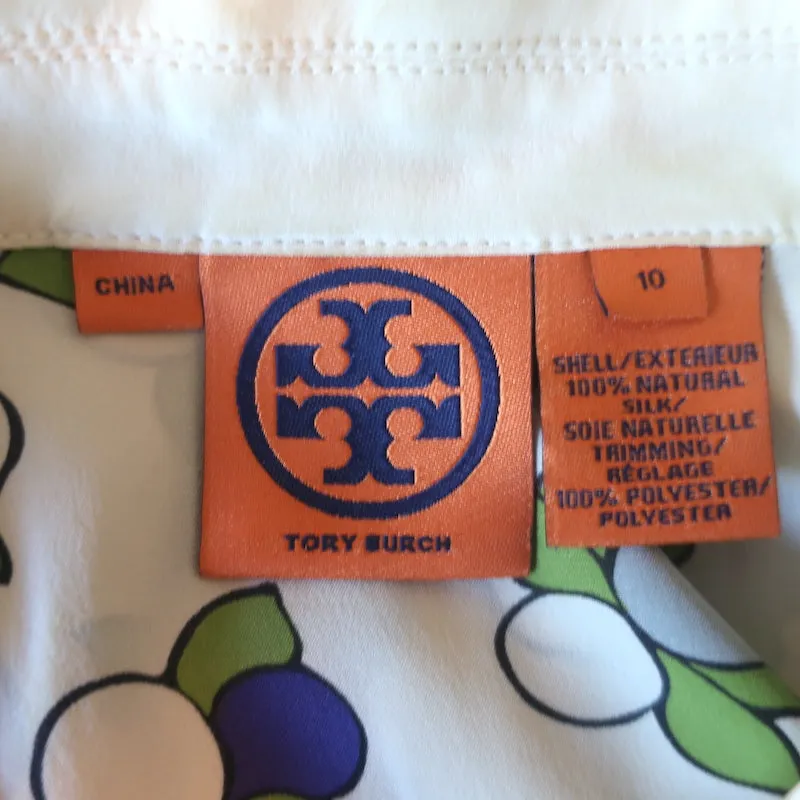 CHINA
TORY BURCH
10
SHELL/EXTERIEUR
100% NATURAL
SILK/
SOIE NATURELLE
TRIMMING/
RÉGLAGE
100% POLYESTER/
POLYESTER